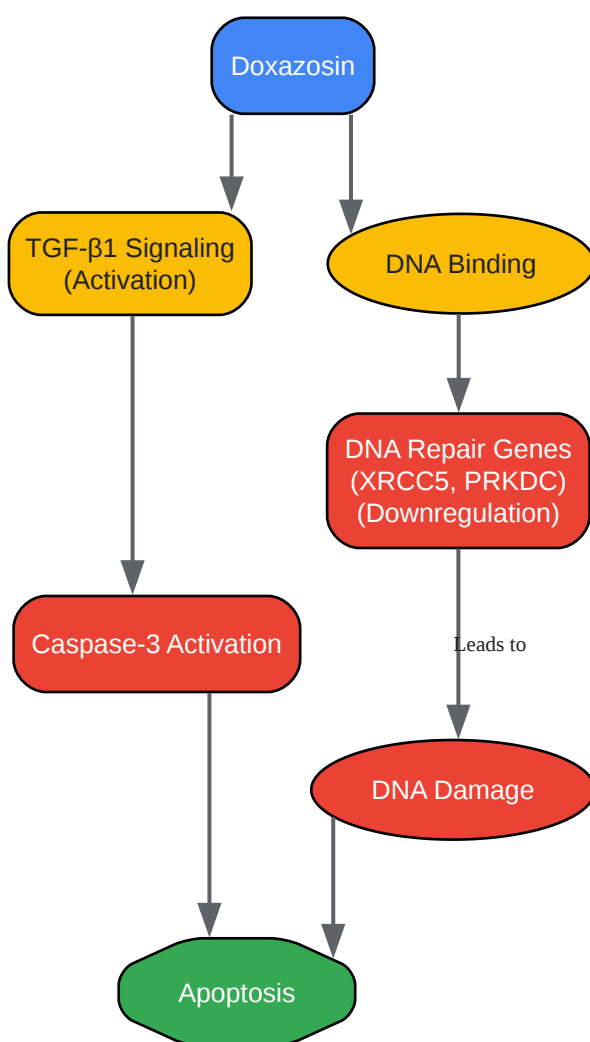 Doxazosin
TGF-β1 Signaling
(Activation)
DNA Binding
DNA Repair Genes
(XRCC5, PRKDC)
(Downregulation)
Caspase-3 Activation
Leads to
DNA Damage
Apoptosis